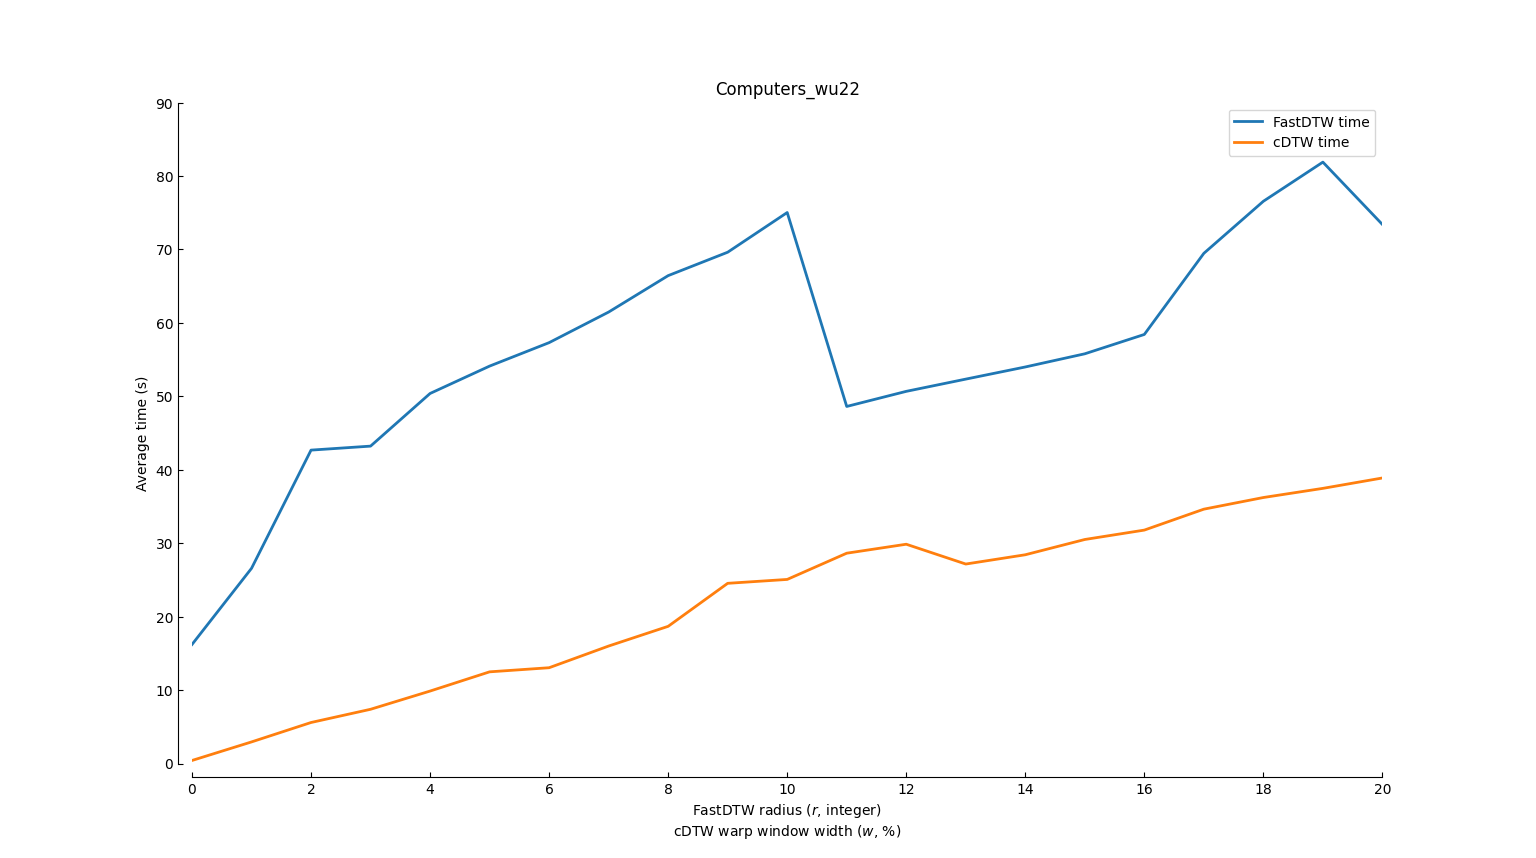 Computers_wu22
FastDTW time
cDTW time
Average time (s)
90
80
70
60
50
40
30
20
10
0
0 2 4 6 8 10 12 14 16 18 20
FastDTW radius (r, integer)
cDTW warp window width (w, %)